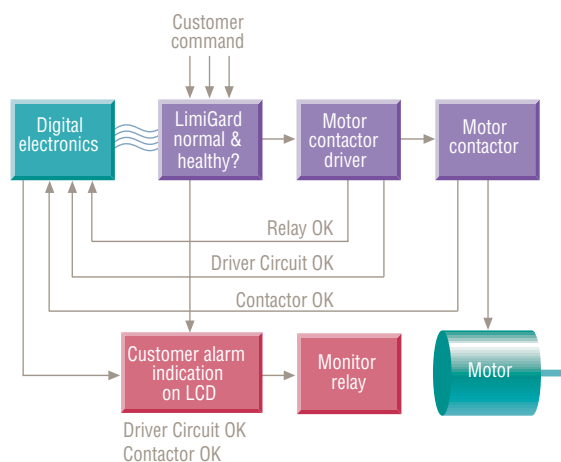 Customer
command
Digital
electronics
LimiGard
normal &
healthy?
Motor
contactor
driver
Motor
contactor
Relay OK
Driver Circuit OK
Contactor OK
Customer alarm
indication
on LCD
Monitor
relay
Motor
Driver Circuit OK
Contactor OK